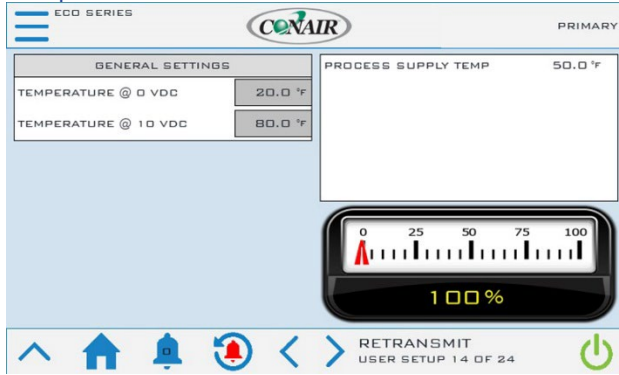 ECO SERIES
CONAIR
PRIMARY
GENERAL SETTINGS
TEMPERATURE @ 0 VDC 20.0 °F
TEMPERATURE @ 10 VDC 80.0 °F
PROCESS SUPPLY TEMP 50.0 °F
0 25 50 75 100
100%
0
RETRANSMIT
USER SETUP 14 OF 24